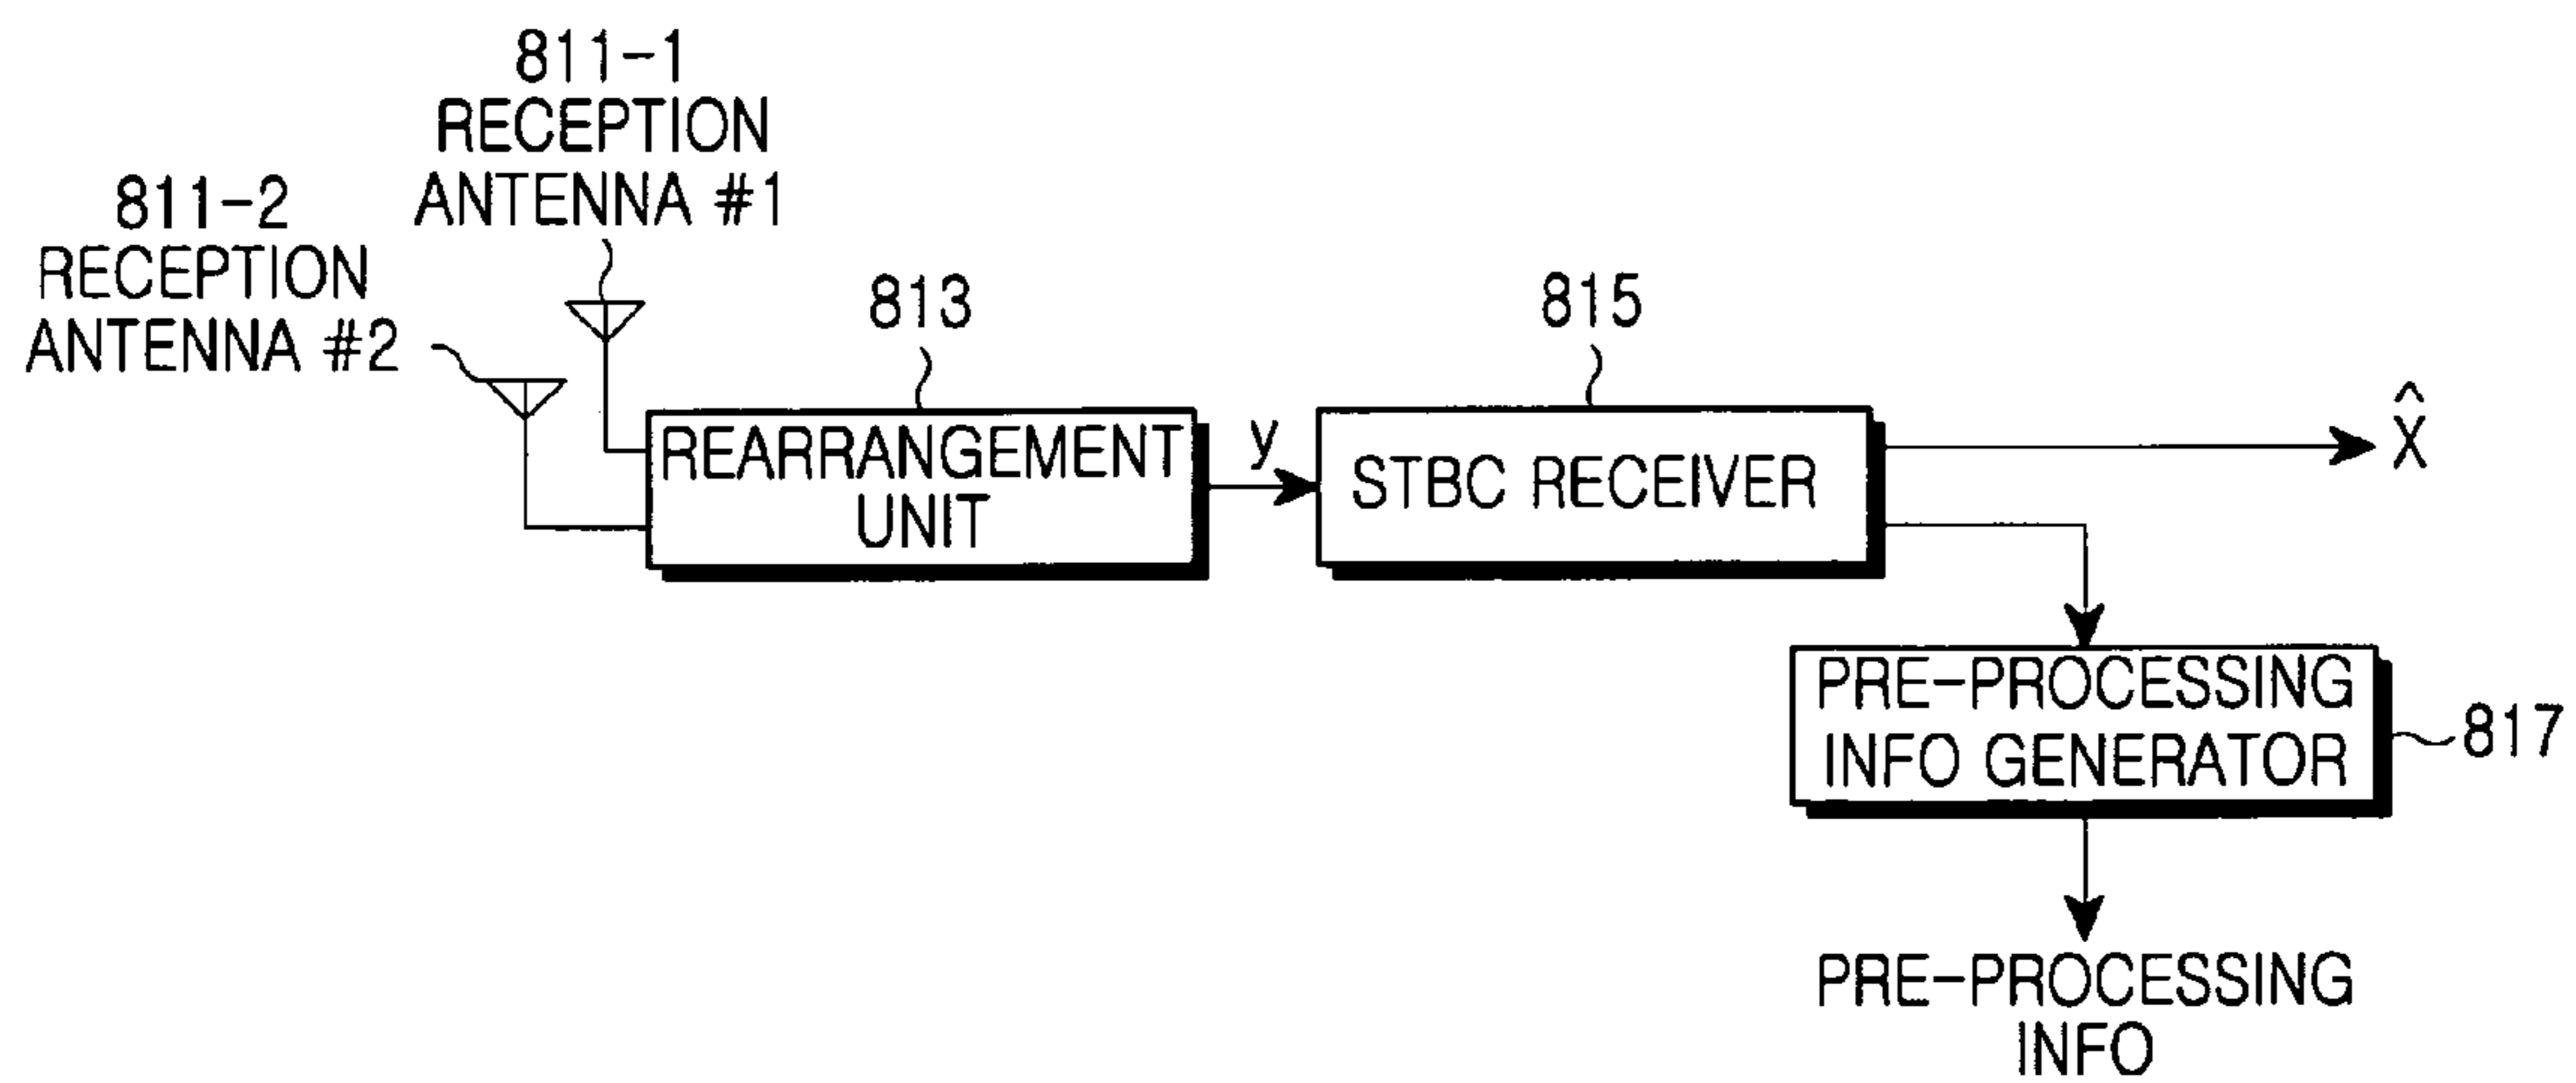 811-1
RECEPTION
ANTENNA #1
811-2
RECEPTION
ANTENNA #2
813
REARRANGEMENT
UNIT
y
815
STBC RECEIVER
X̂
PRE-PROCESSING
INFO GENERATOR
817
PRE-PROCESSING
INFO